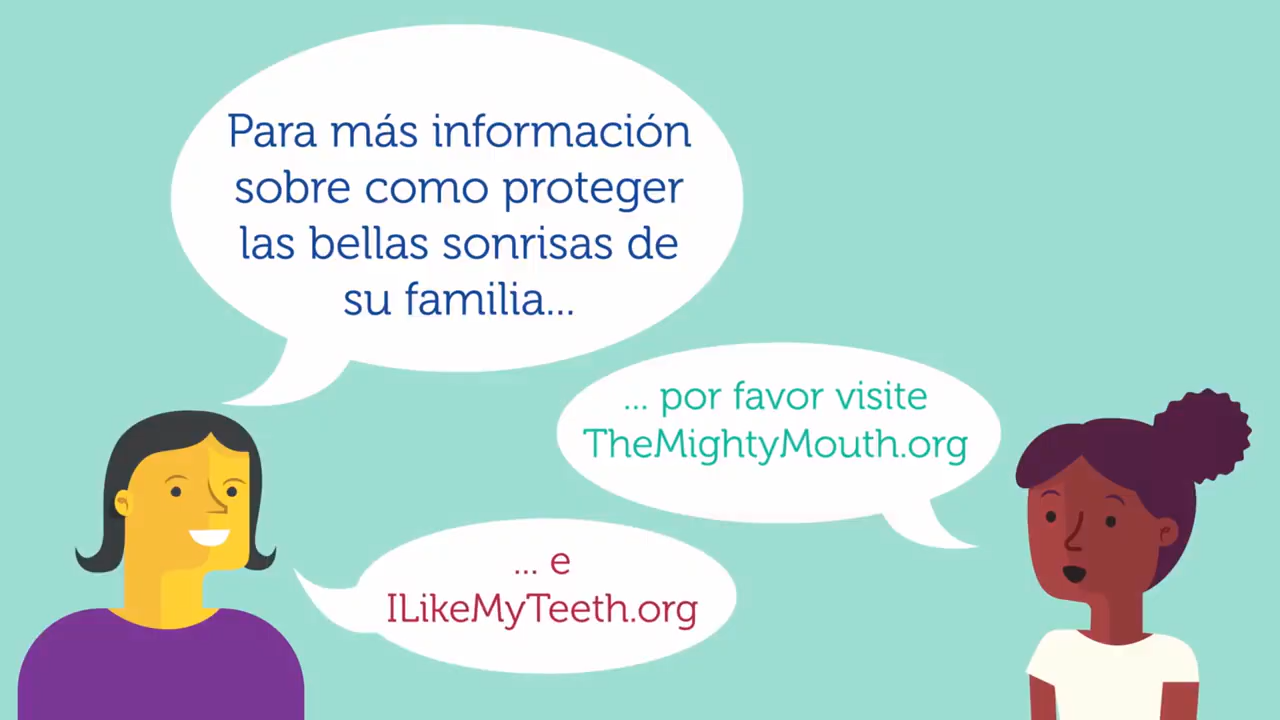 Para más información
sobre como proteger
las bellas sonrisas de
su familia...
... por favor visite
TheMightyMouth.org
... e
ILikeMyTeeth.org